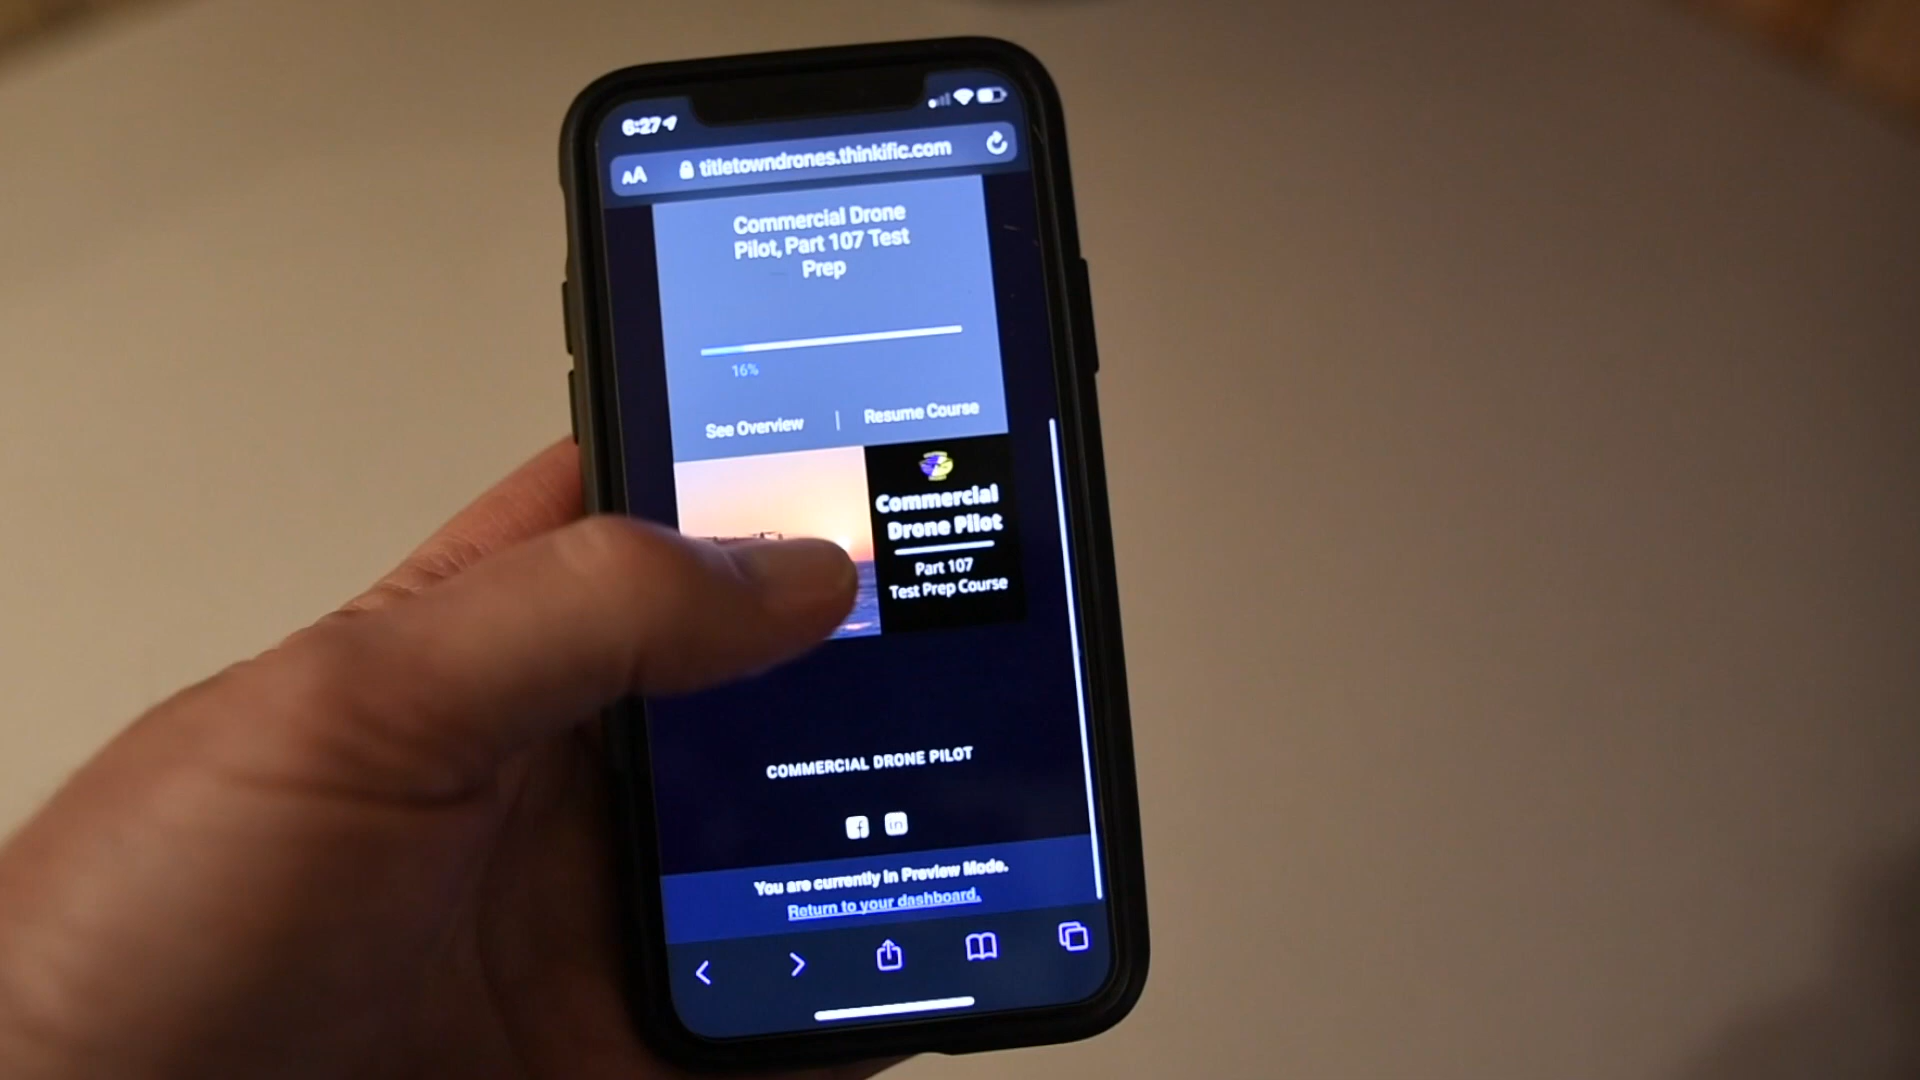 6:27
AA titletowndrones.thinkific.com
Commercial Drone
Pilot, Part 107 Test
Prep
16%
See Overview | Resume Course
Commercial
Drone Pilot
Part 107
Test Prep Course
COMMERCIAL DRONE PILOT
f in
You are currently in Preview Mode.
Return to your dashboard.